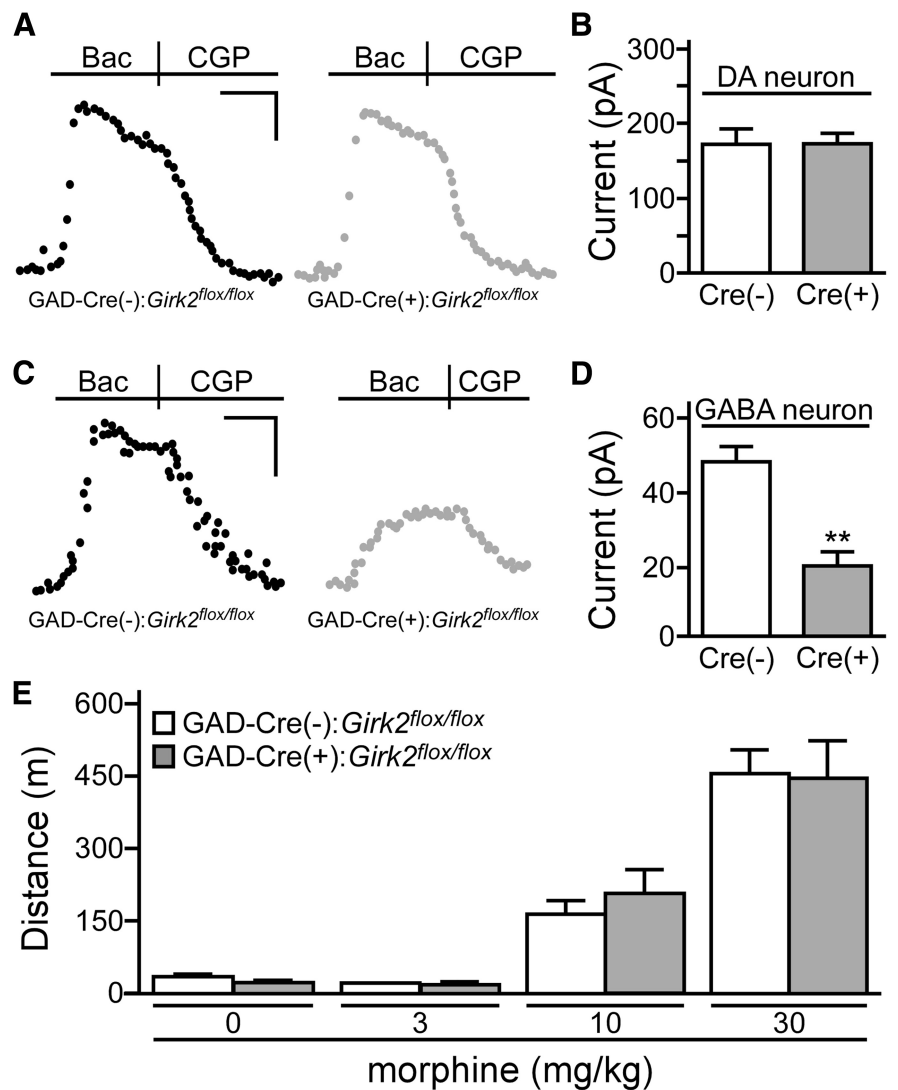 A
Bac CGP
Bac CGP
GAD-Cre(-):Girk2flox/flox
GAD-Cre(+):Girk2flox/flox
B
DA neuron
Current (pA)
300
200
100
0
Cre(-) Cre(+)
C
Bac CGP
Bac CGP
GAD-Cre(-):Girk2flox/flox
GAD-Cre(+):Girk2flox/flox
D
GABA neuron
Current (pA)
60
40
20
0
**
Cre(-) Cre(+)
E
GAD-Cre(-):Girk2flox/flox
GAD-Cre(+):Girk2flox/flox
Distance (m)
600
450
300
150
0
0 3 10 30
morphine (mg/kg)